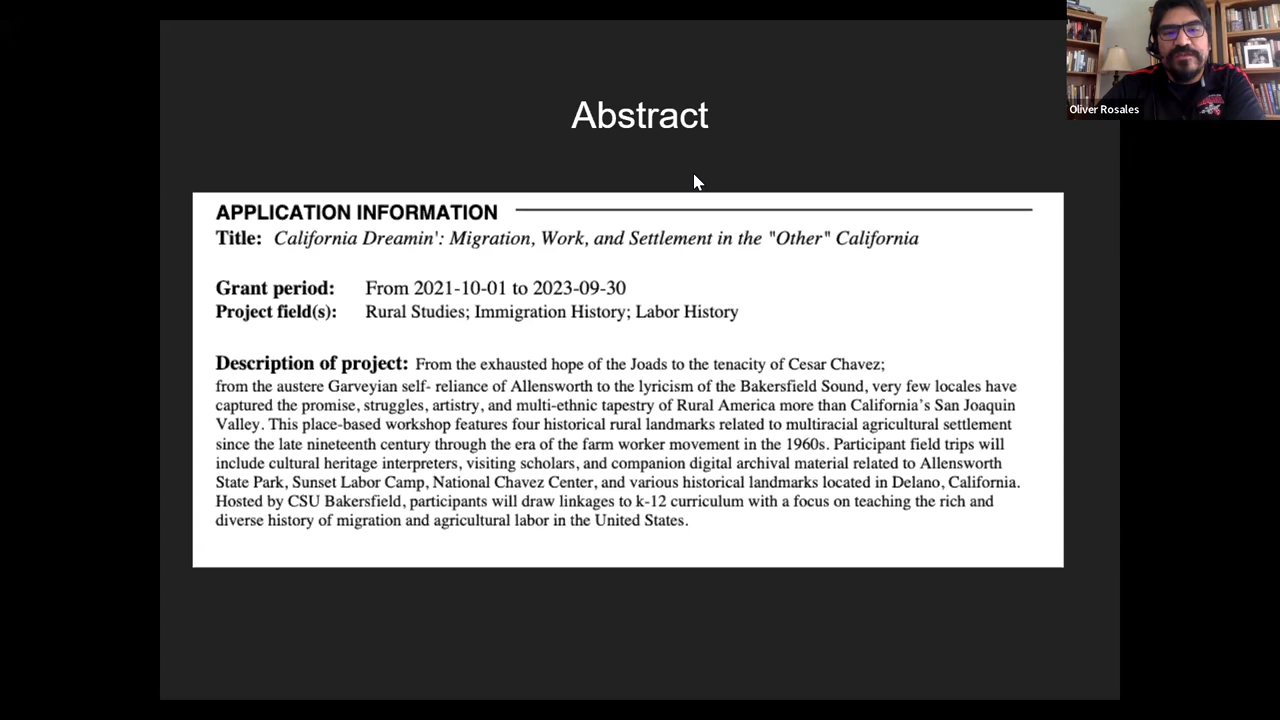 Oliver Rosales
Abstract
APPLICATION INFORMATION
Title: California Dreamin': Migration, Work, and Settlement in the "Other" California
Grant period: From 2021-10-01 to 2023-09-30
Project field(s): Rural Studies; Immigration History; Labor History
Description of project: From the exhausted hope of the Joads to the tenacity of Cesar Chavez;
from the austere Garveyian self- reliance of Allensworth to the lyricism of the Bakersfield Sound, very few locales have
captured the promise, struggles, artistry, and multi-ethnic tapestry of Rural America more than California's San Joaquin
Valley. This place-based workshop features four historical rural landmarks related to multiracial agricultural settlement
since the late nineteenth century through the era of the farm worker movement in the 1960s. Participant field trips will
include cultural heritage interpreters, visiting scholars, and companion digital archival material related to Allensworth
State Park, Sunset Labor Camp, National Chavez Center, and various historical landmarks located in Delano, California.
Hosted by CSU Bakersfield, participants will draw linkages to k-12 curriculum with a focus on teaching the rich and
diverse history of migration and agricultural labor in the United States.